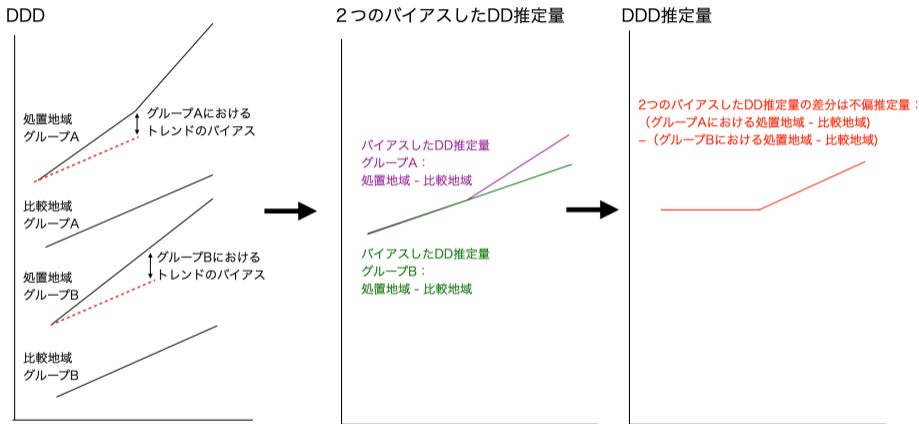 DDD
処置地域
グループA
グループAにおける
トレンドのバイアス
比較地域
グループA
処置地域
グループB
グループBにおける
トレンドのバイアス
比較地域
グループB
２つのバイアスしたDD推定量
バイアスしたDD推定量
グループA：
処置地域 - 比較地域
バイアスしたDD推定量
グループB：
処置地域 - 比較地域
DDD推定量
2つのバイアスしたDD推定量の差分は不偏推定量：
（グループAにおける処置地域 - 比較地域)
–（グループBにおける処置地域 - 比較地域)